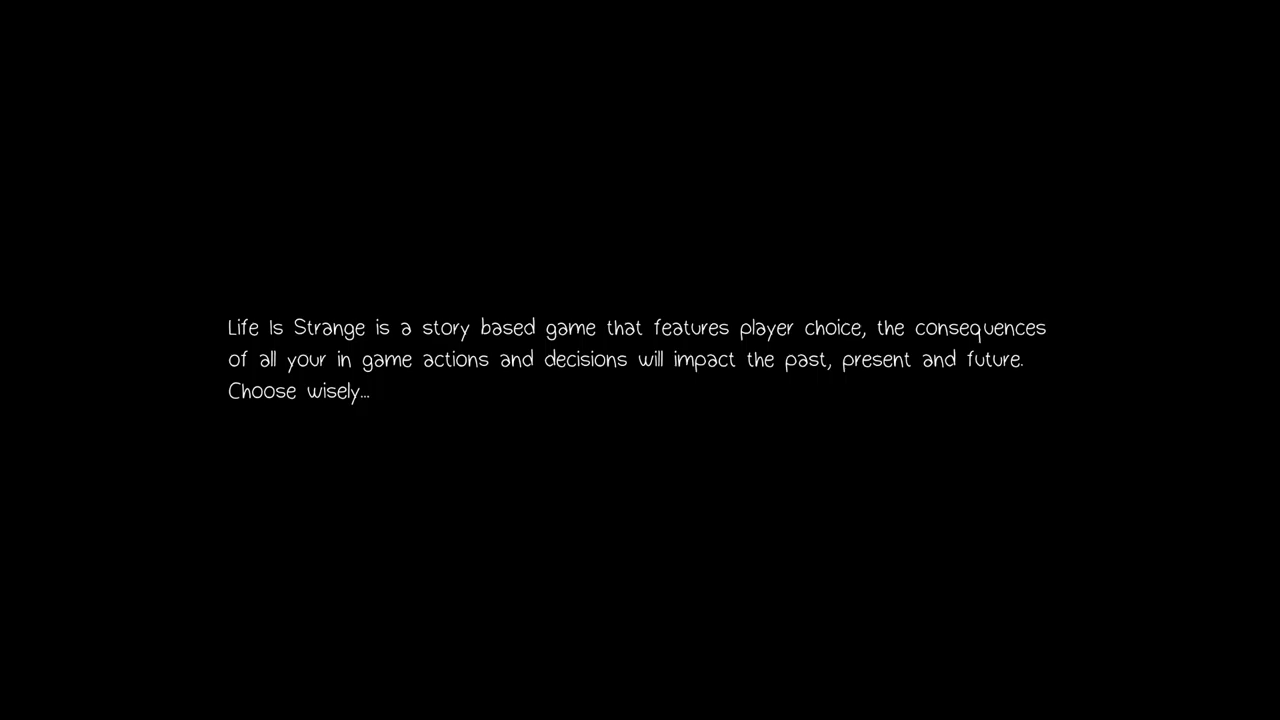 Life Is Strange is a story based game that features player choice, the consequences
of all your in game actions and decisions will impact the past, present and future.
Choose wisely...